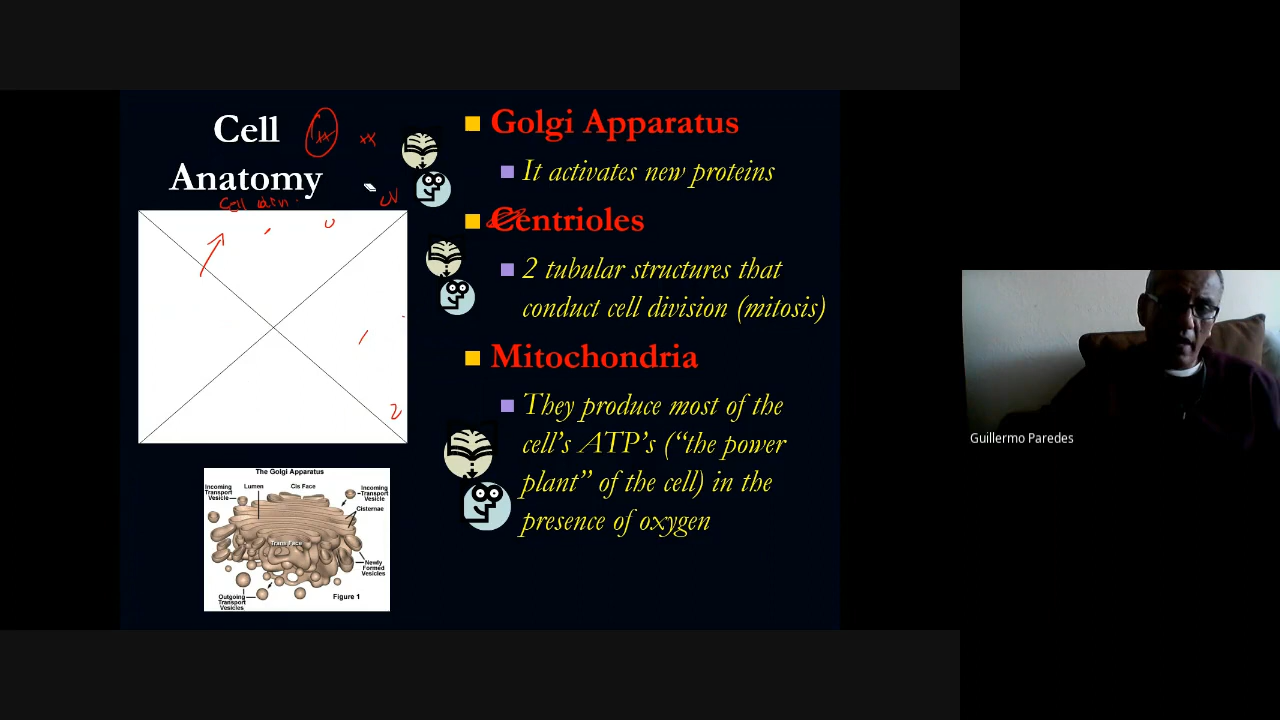 Cell
Anatomy
Golgi Apparatus
It activates new proteins
Centrioles
2 tubular structures that
conduct cell division (mitosis)
Mitochondria
They produce most of the
cell's ATP's ("the power
plant" of the cell) in the
presence of oxygen
The Golgi Apparatus
Incoming
Transport
Vesicle
Lumen
Cis Face
Incoming
Transport
Vesicle
Cisternae
Trans Face
Newly
Formed
Vesicles
Outgoing
Transport
Vesicles
Figure 1
2
Guillermo Paredes